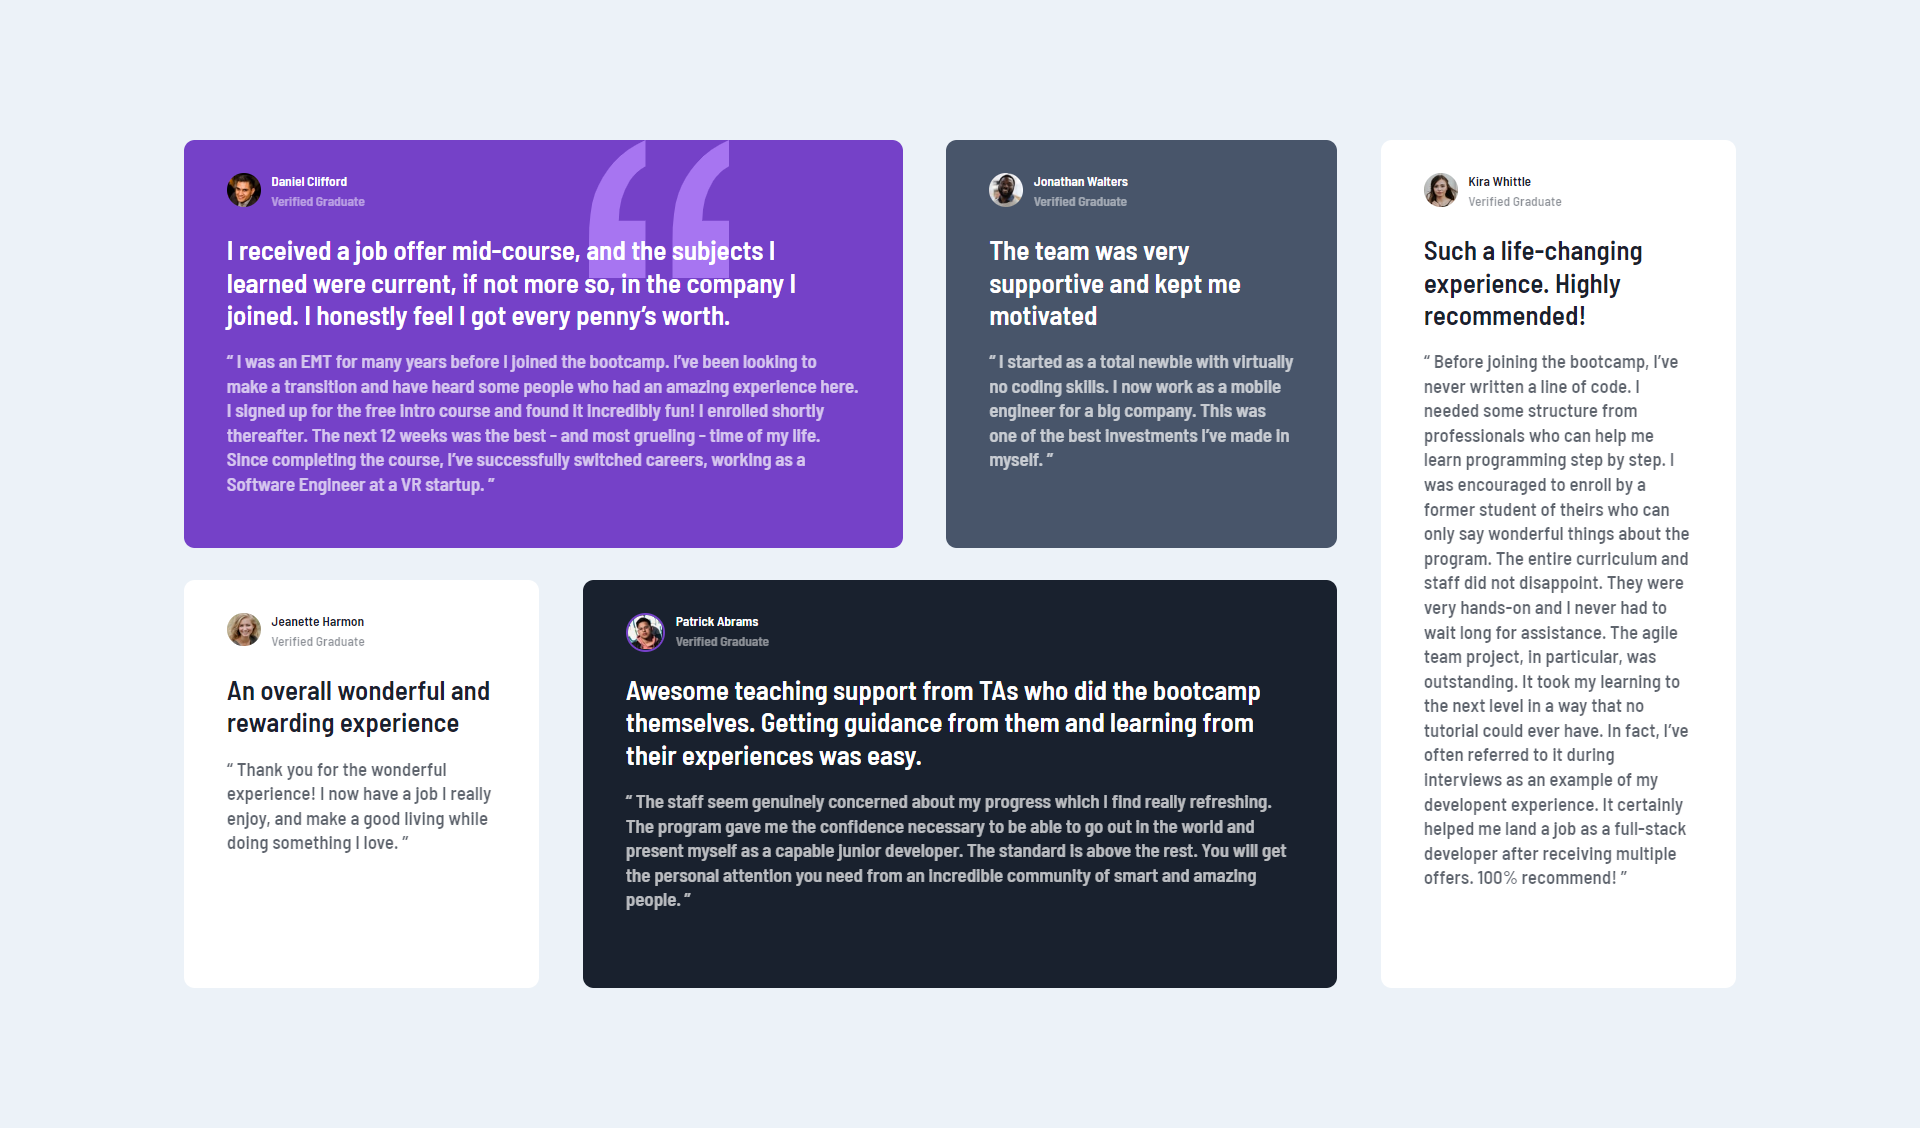 Daniel Clifford
Verified Graduate
I received a job offer mid-course, and the subjects I
learned were current, if not more so, in the company I
joined. I honestly feel I got every penny’s worth.
“ I was an EMT for many years before I joined the bootcamp. I’ve been looking to
make a transition and have heard some people who had an amazing experience here.
I signed up for the free intro course and found it incredibly fun! I enrolled shortly
thereafter. The next 12 weeks was the best - and most grueling - time of my life.
Since completing the course, I’ve successfully switched careers, working as a
Software Engineer at a VR startup. ”
Jonathan Walters
Verified Graduate
The team was very
supportive and kept me
motivated
“ I started as a total newbie with virtually
no coding skills. I now work as a mobile
engineer for a big company. This was
one of the best investments I’ve made in
myself. ”
Kira Whittle
Verified Graduate
Such a life-changing
experience. Highly
recommended!
“ Before joining the bootcamp, I’ve
never written a line of code. I
needed some structure from
professionals who can help me
learn programming step by step. I
was encouraged to enroll by a
former student of theirs who can
only say wonderful things about the
program. The entire curriculum and
staff did not disappoint. They were
very hands-on and I never had to
wait long for assistance. The agile
team project, in particular, was
outstanding. It took my learning to
the next level in a way that no
tutorial could ever have. In fact, I’ve
often referred to it during
interviews as an example of my
developent experience. It certainly
helped me land a job as a full-stack
developer after receiving multiple
offers. 100% recommend! ”
Jeanette Harmon
Verified Graduate
An overall wonderful and
rewarding experience
“ Thank you for the wonderful
experience! I now have a job I really
enjoy, and make a good living while
doing something I love. ”
Patrick Abrams
Verified Graduate
Awesome teaching support from TAs who did the bootcamp
themselves. Getting guidance from them and learning from
their experiences was easy.
“ The staff seem genuinely concerned about my progress which I find really refreshing.
The program gave me the confidence necessary to be able to go out in the world and
present myself as a capable junior developer. The standard is above the rest. You will get
the personal attention you need from an incredible community of smart and amazing
people. ”